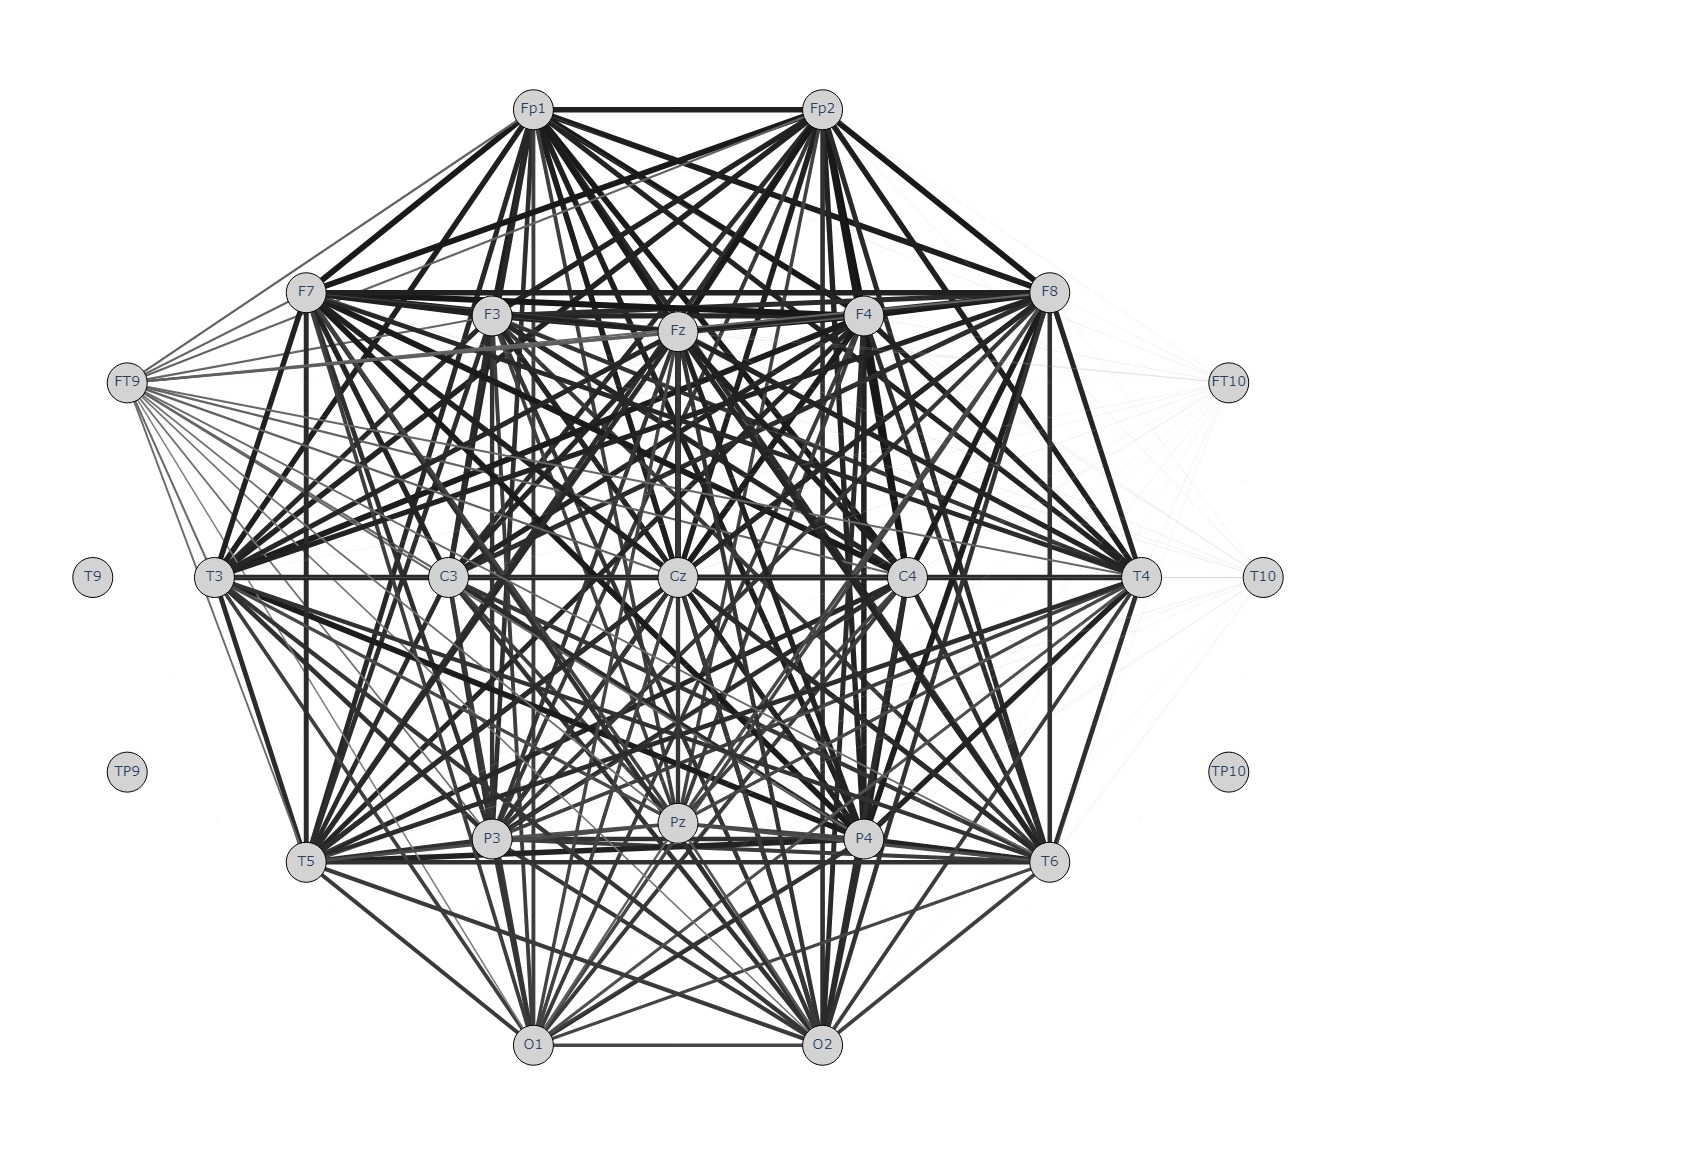 Fp1 Fp2
F7 F3 Fz F4 F8
FT9 FT10
T9 T3 C3 Cz C4 T4 T10
TP9 TP10
T5 P3 Pz P4 T6
O1 O2